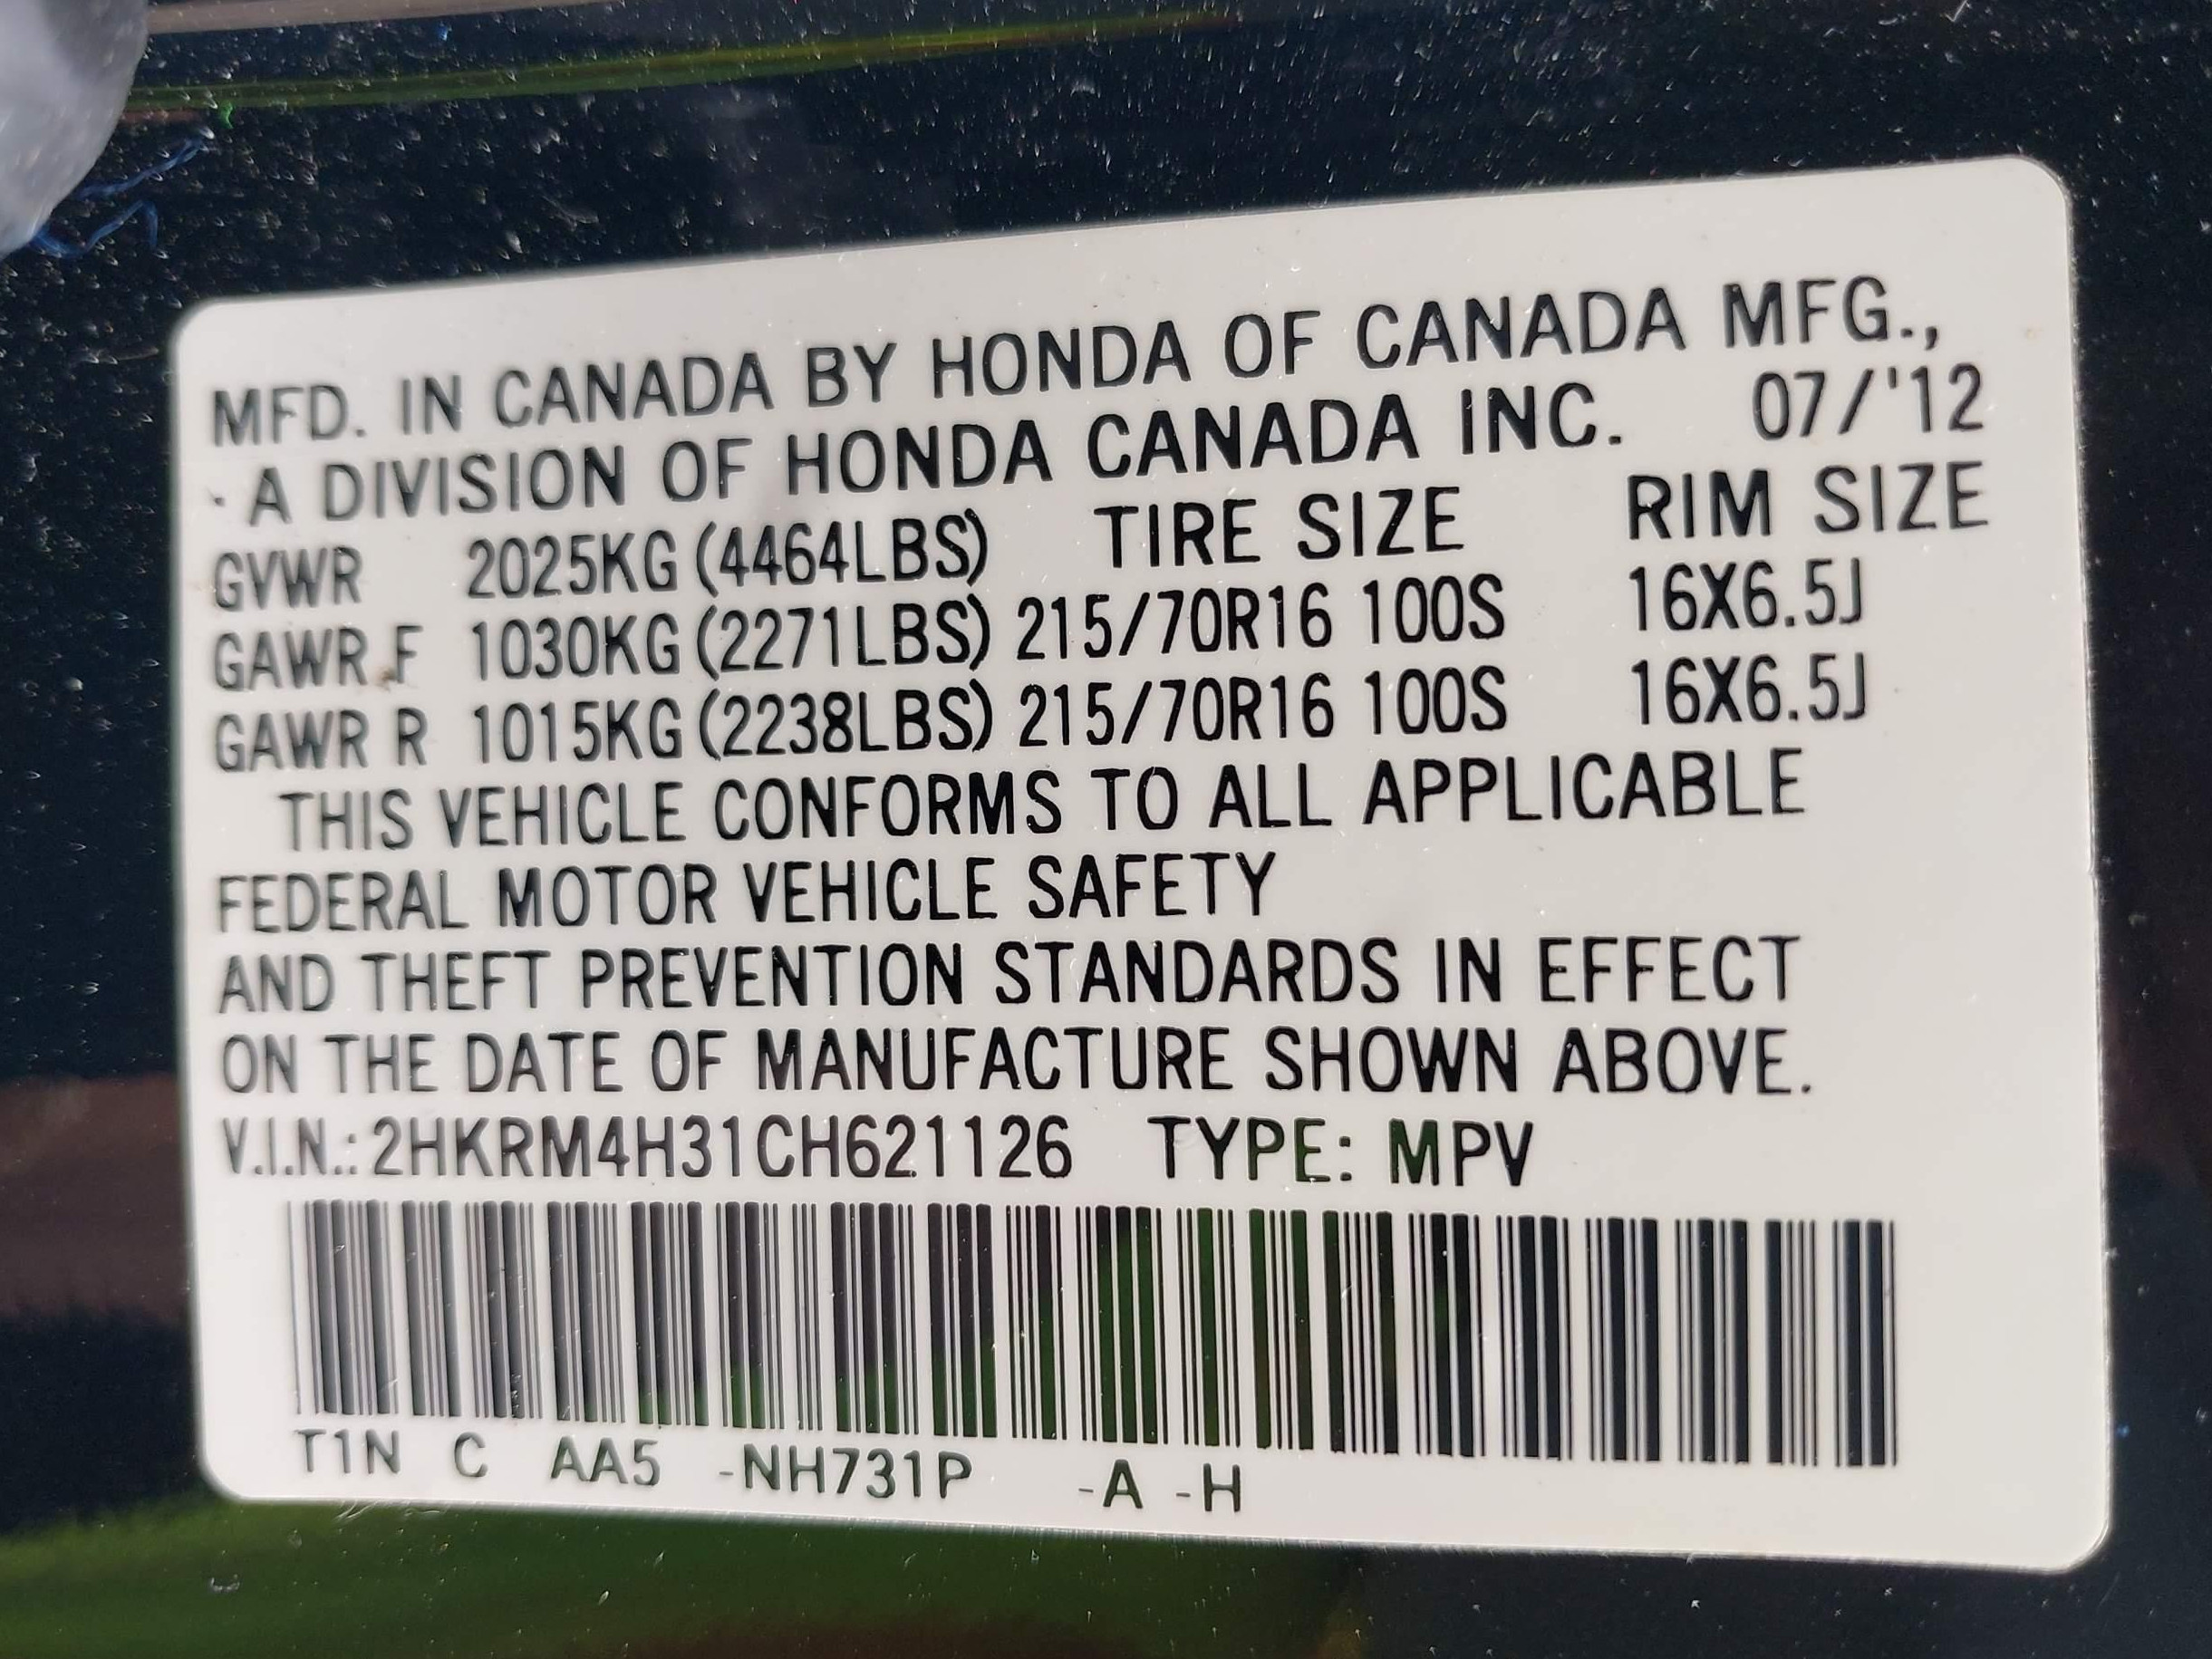 MFD. IN CANADA BY HONDA OF CANADA MFG.,
A DIVISION OF HONDA CANADA INC. 07/'12
GVWR 2025KG (4464LBS) TIRE SIZE RIM SIZE
GAWR F 1030KG (2271LBS) 215/70R16 100S 16X6.5J
GAWR R 1015KG (2238LBS) 215/70R16 100S 16X6.5J
THIS VEHICLE CONFORMS TO ALL APPLICABLE
FEDERAL MOTOR VEHICLE SAFETY
AND THEFT PREVENTION STANDARDS IN EFFECT
ON THE DATE OF MANUFACTURE SHOWN ABOVE.
V.I.N.: 2HKRM4H31CH621126 TYPE: MPV
T1N C AA5 -NH731P -A -H